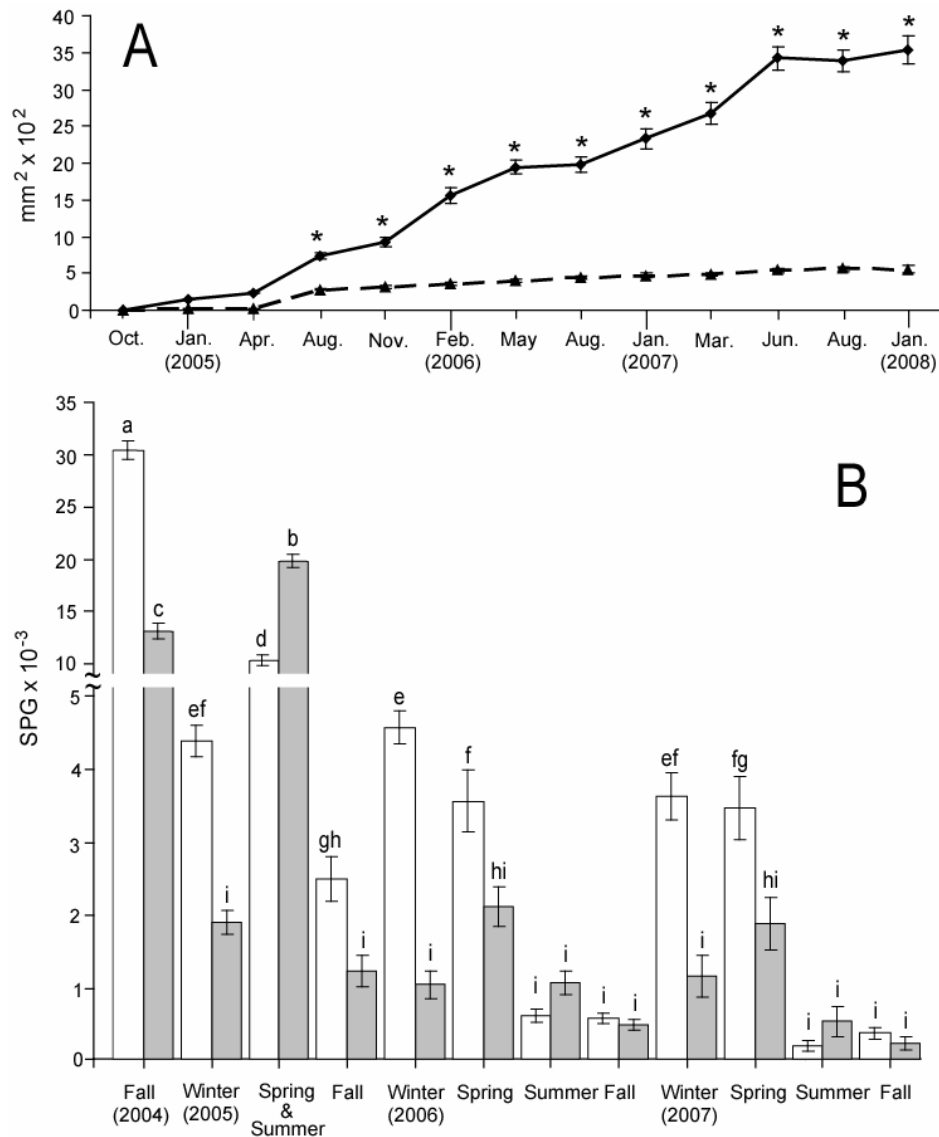 A
mm² x 10²
40
35
30
25
20
15
10
5
0
* * * * * * * * * *
Oct. Jan. Apr. Aug. Nov. Feb. May Aug. Jan. Mar. Jun. Aug. Jan.
(2005) (2006) (2007) (2008)
B
SPG x 10⁻³
35
30
25
20
15
10
5
4
3
2
1
0
a c ef i d b gh i e i f hi i i i i ef i fg hi i i i i
Fall Winter Spring Fall Winter Spring Summer Fall Winter Spring Summer Fall
(2004) (2005) & (2006) (2007)
Summer